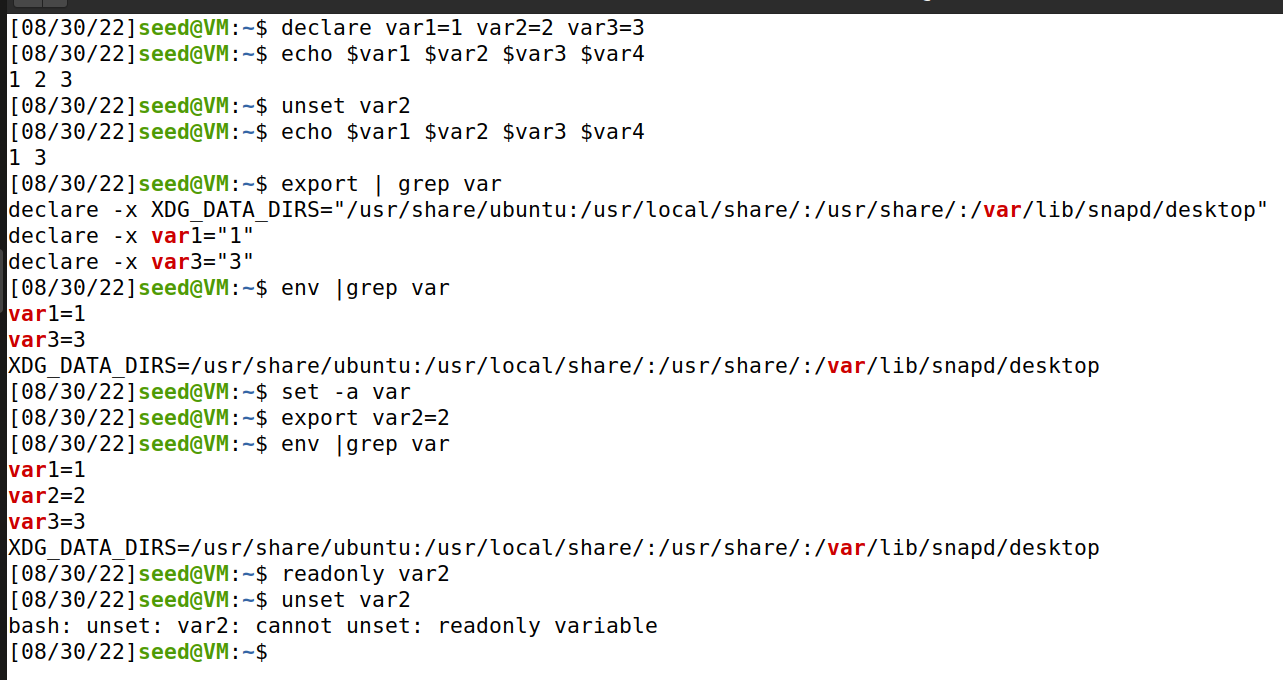 [08/30/22]seed@VM:~$ declare var1=1 var2=2 var3=3
[08/30/22]seed@VM:~$ echo $var1 $var2 $var3 $var4
1 2 3
[08/30/22]seed@VM:~$ unset var2
[08/30/22]seed@VM:~$ echo $var1 $var2 $var3 $var4
1 3
[08/30/22]seed@VM:~$ export | grep var
declare -x XDG_DATA_DIRS="/usr/share/ubuntu:/usr/local/share/:/usr/share/:/var/lib/snapd/desktop"
declare -x var1="1"
declare -x var3="3"
[08/30/22]seed@VM:~$ env |grep var
var1=1
var3=3
XDG_DATA_DIRS=/usr/share/ubuntu:/usr/local/share/:/usr/share/:/var/lib/snapd/desktop
[08/30/22]seed@VM:~$ set -a var
[08/30/22]seed@VM:~$ export var2=2
[08/30/22]seed@VM:~$ env |grep var
var1=1
var2=2
var3=3
XDG_DATA_DIRS=/usr/share/ubuntu:/usr/local/share/:/usr/share/:/var/lib/snapd/desktop
[08/30/22]seed@VM:~$ readonly var2
[08/30/22]seed@VM:~$ unset var2
bash: unset: var2: cannot unset: readonly variable
[08/30/22]seed@VM:~$